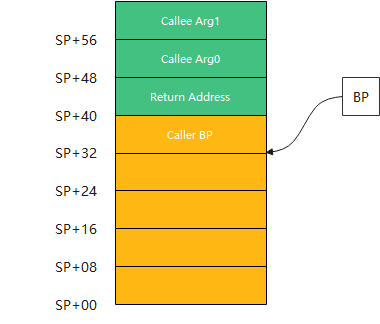 Callee Arg1
SP+56
Callee Arg0
SP+48
Return Address
BP
SP+40
Caller BP
SP+32
SP+24
SP+16
SP+08
SP+00